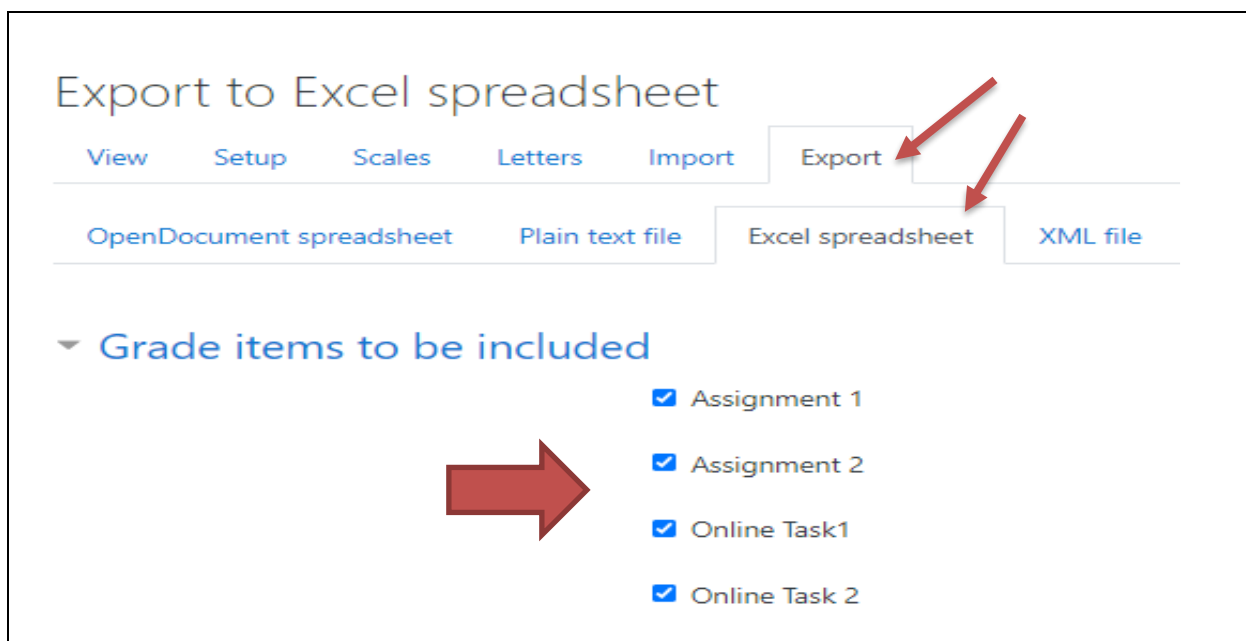 Export to Excel spreadsheet
View Setup Scales Letters Import Export
OpenDocument spreadsheet Plain text file Excel spreadsheet XML file
Grade items to be included
Assignment 1
Assignment 2
Online Task1
Online Task 2